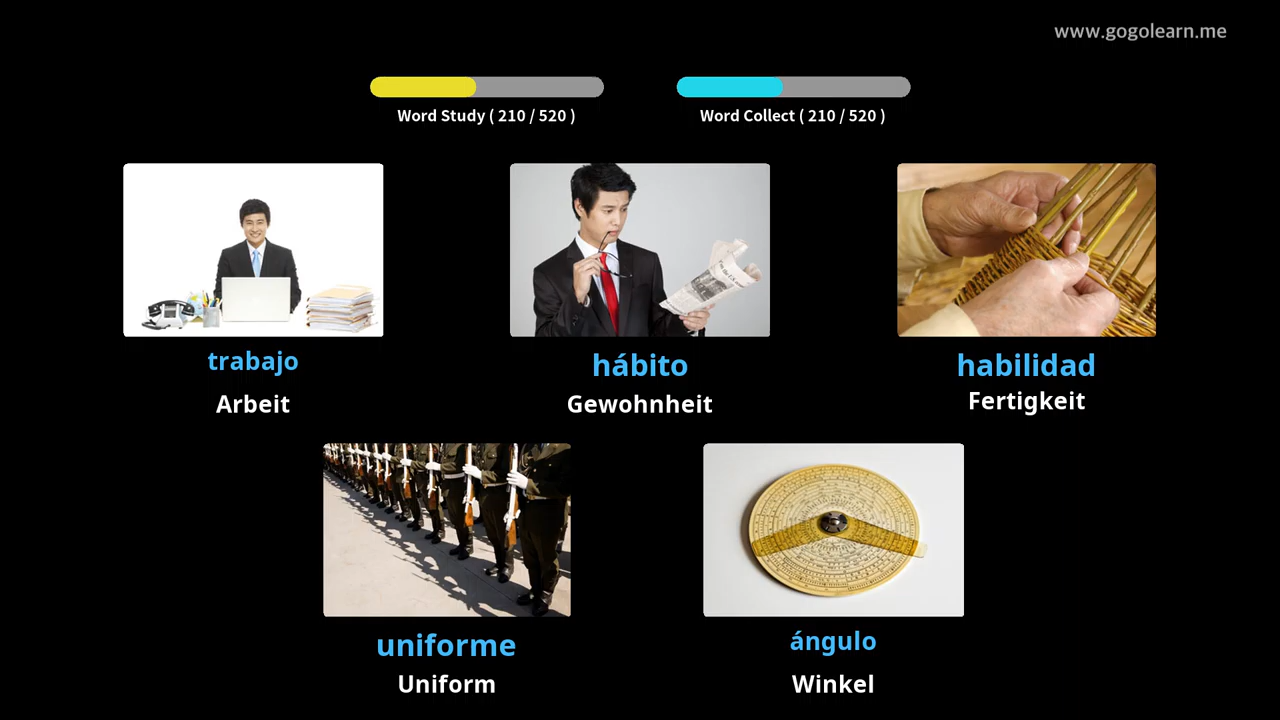 www.gogolearn.me
Word Study ( 210 / 520 )
Word Collect ( 210 / 520 )
trabajo
Arbeit
hábito
Gewohnheit
habilidad
Fertigkeit
uniforme
Uniform
ángulo
Winkel